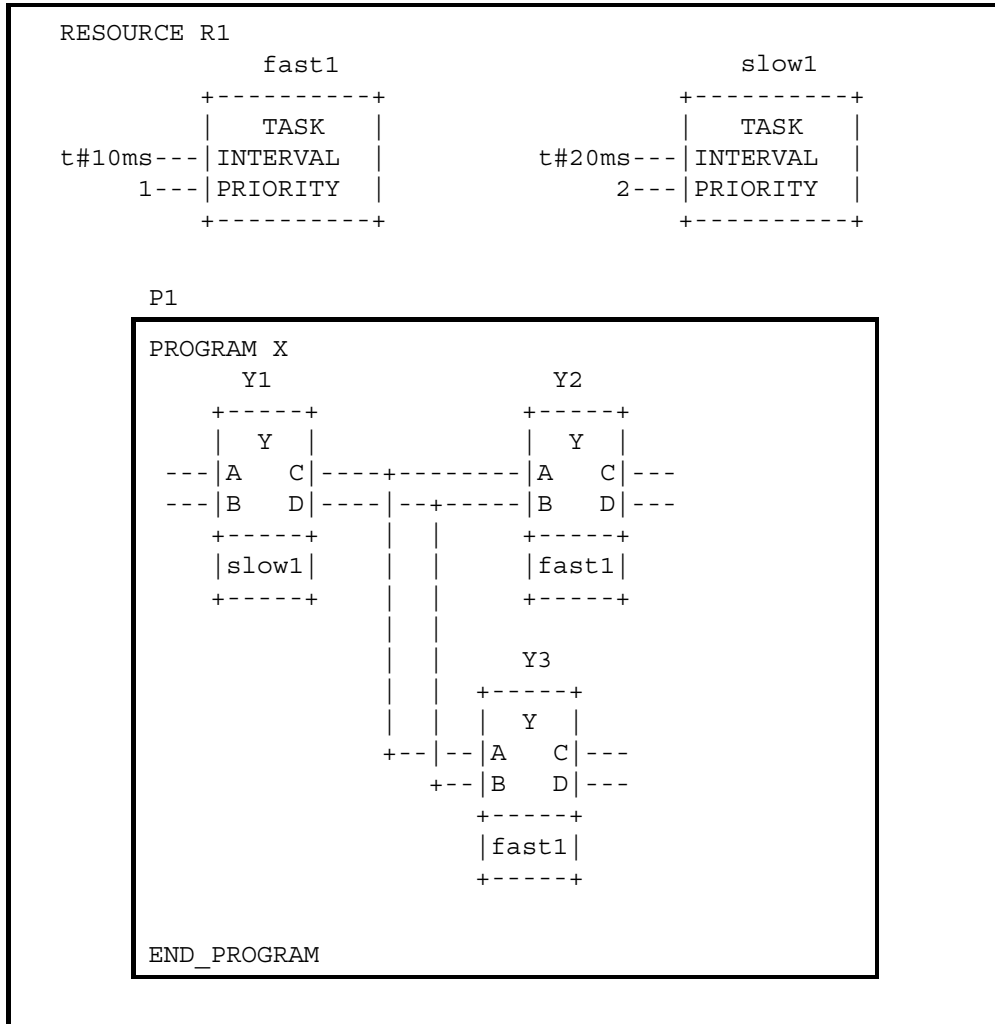 RESOURCE R1
fast1                              slow1
         +----------+                   +----------+
         |   TASK   |                   |   TASK   |
t#10ms---|INTERVAL  |         t#20ms---|INTERVAL  |
     1---|PRIORITY  |              2---|PRIORITY  |
         +----------+                   +----------+
P1
PROGRAM X
      Y1                  Y2
    +-----+             +-----+
    |  Y  |             |  Y  |
 ---|A   C|----+--------|A   C|---
 ---|B   D|----|--+-----|B   D|---
    +-----+    |  |     +-----+
    |slow1|    |  |     |fast1|
    +-----+    |  |     +-----+
               |  |
               |  |     Y3
               |  |  +-----+
               |  |  |  Y  |
               +--|--|A   C|---
                  +--|B   D|---
                     +-----+
                     |fast1|
                     +-----+
END_PROGRAM